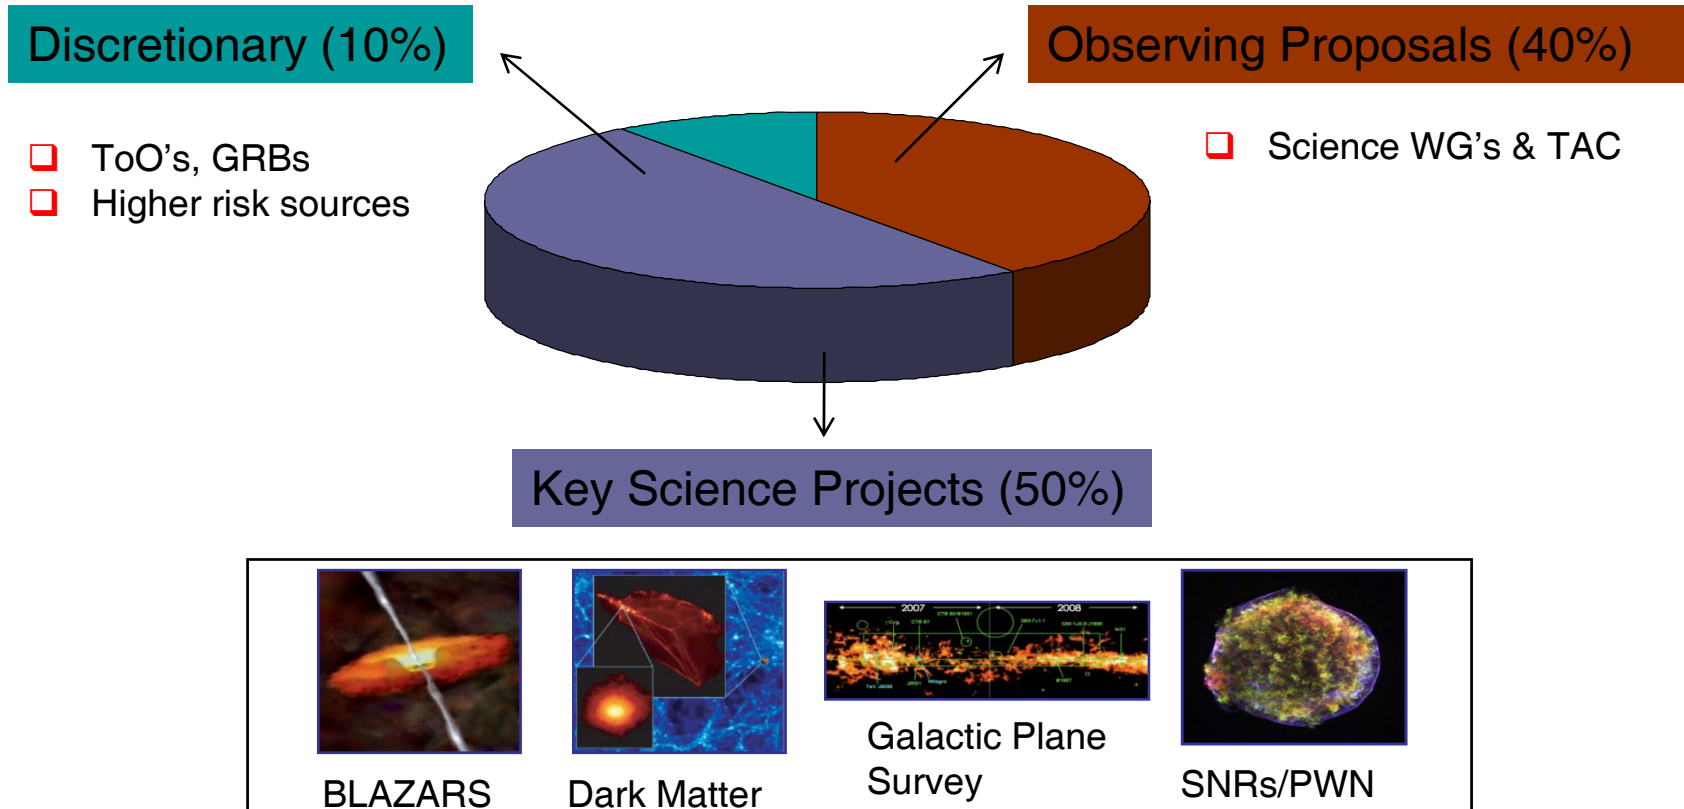 Discretionary (10%)
Observing Proposals (40%)
ToO's, GRBs
Higher risk sources
Science WG's & TAC
Key Science Projects (50%)
2007
2008
BLAZARS
Dark Matter
Galactic Plane
Survey
SNRs/PWN